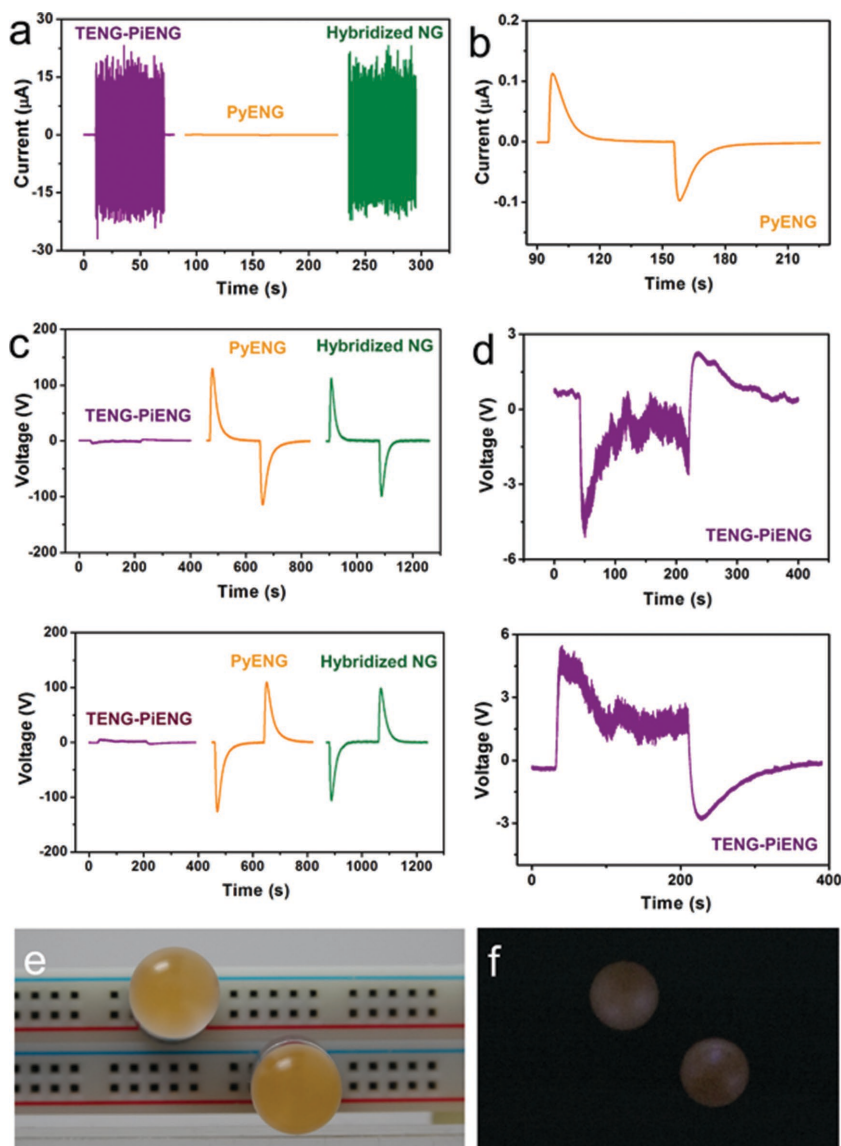 a
TENG-PiENG
Hybridized NG
PyENG
30
15
0
-15
-30
Current (μA)
0 50 100 150 200 250 300
Time (s)
b
0.2
0.1
0.0
-0.1
Current (μA)
PyENG
90 120 150 180 210
Time (s)
c
200
100
0
-100
-200
Voltage (V)
PyENG
Hybridized NG
TENG-PiENG
0 200 400 600 800 1000 1200
Time (s)
d
3
0
-3
-6
Voltage (V)
TENG-PiENG
0 100 200 300 400
Time (s)
200
100
0
-100
-200
Voltage (V)
PyENG
Hybridized NG
TENG-PiENG
0 200 400 600 800 1000 1200
Time (s)
6
3
0
-3
Voltage (V)
TENG-PiENG
0 200 400
Time (s)
e
f